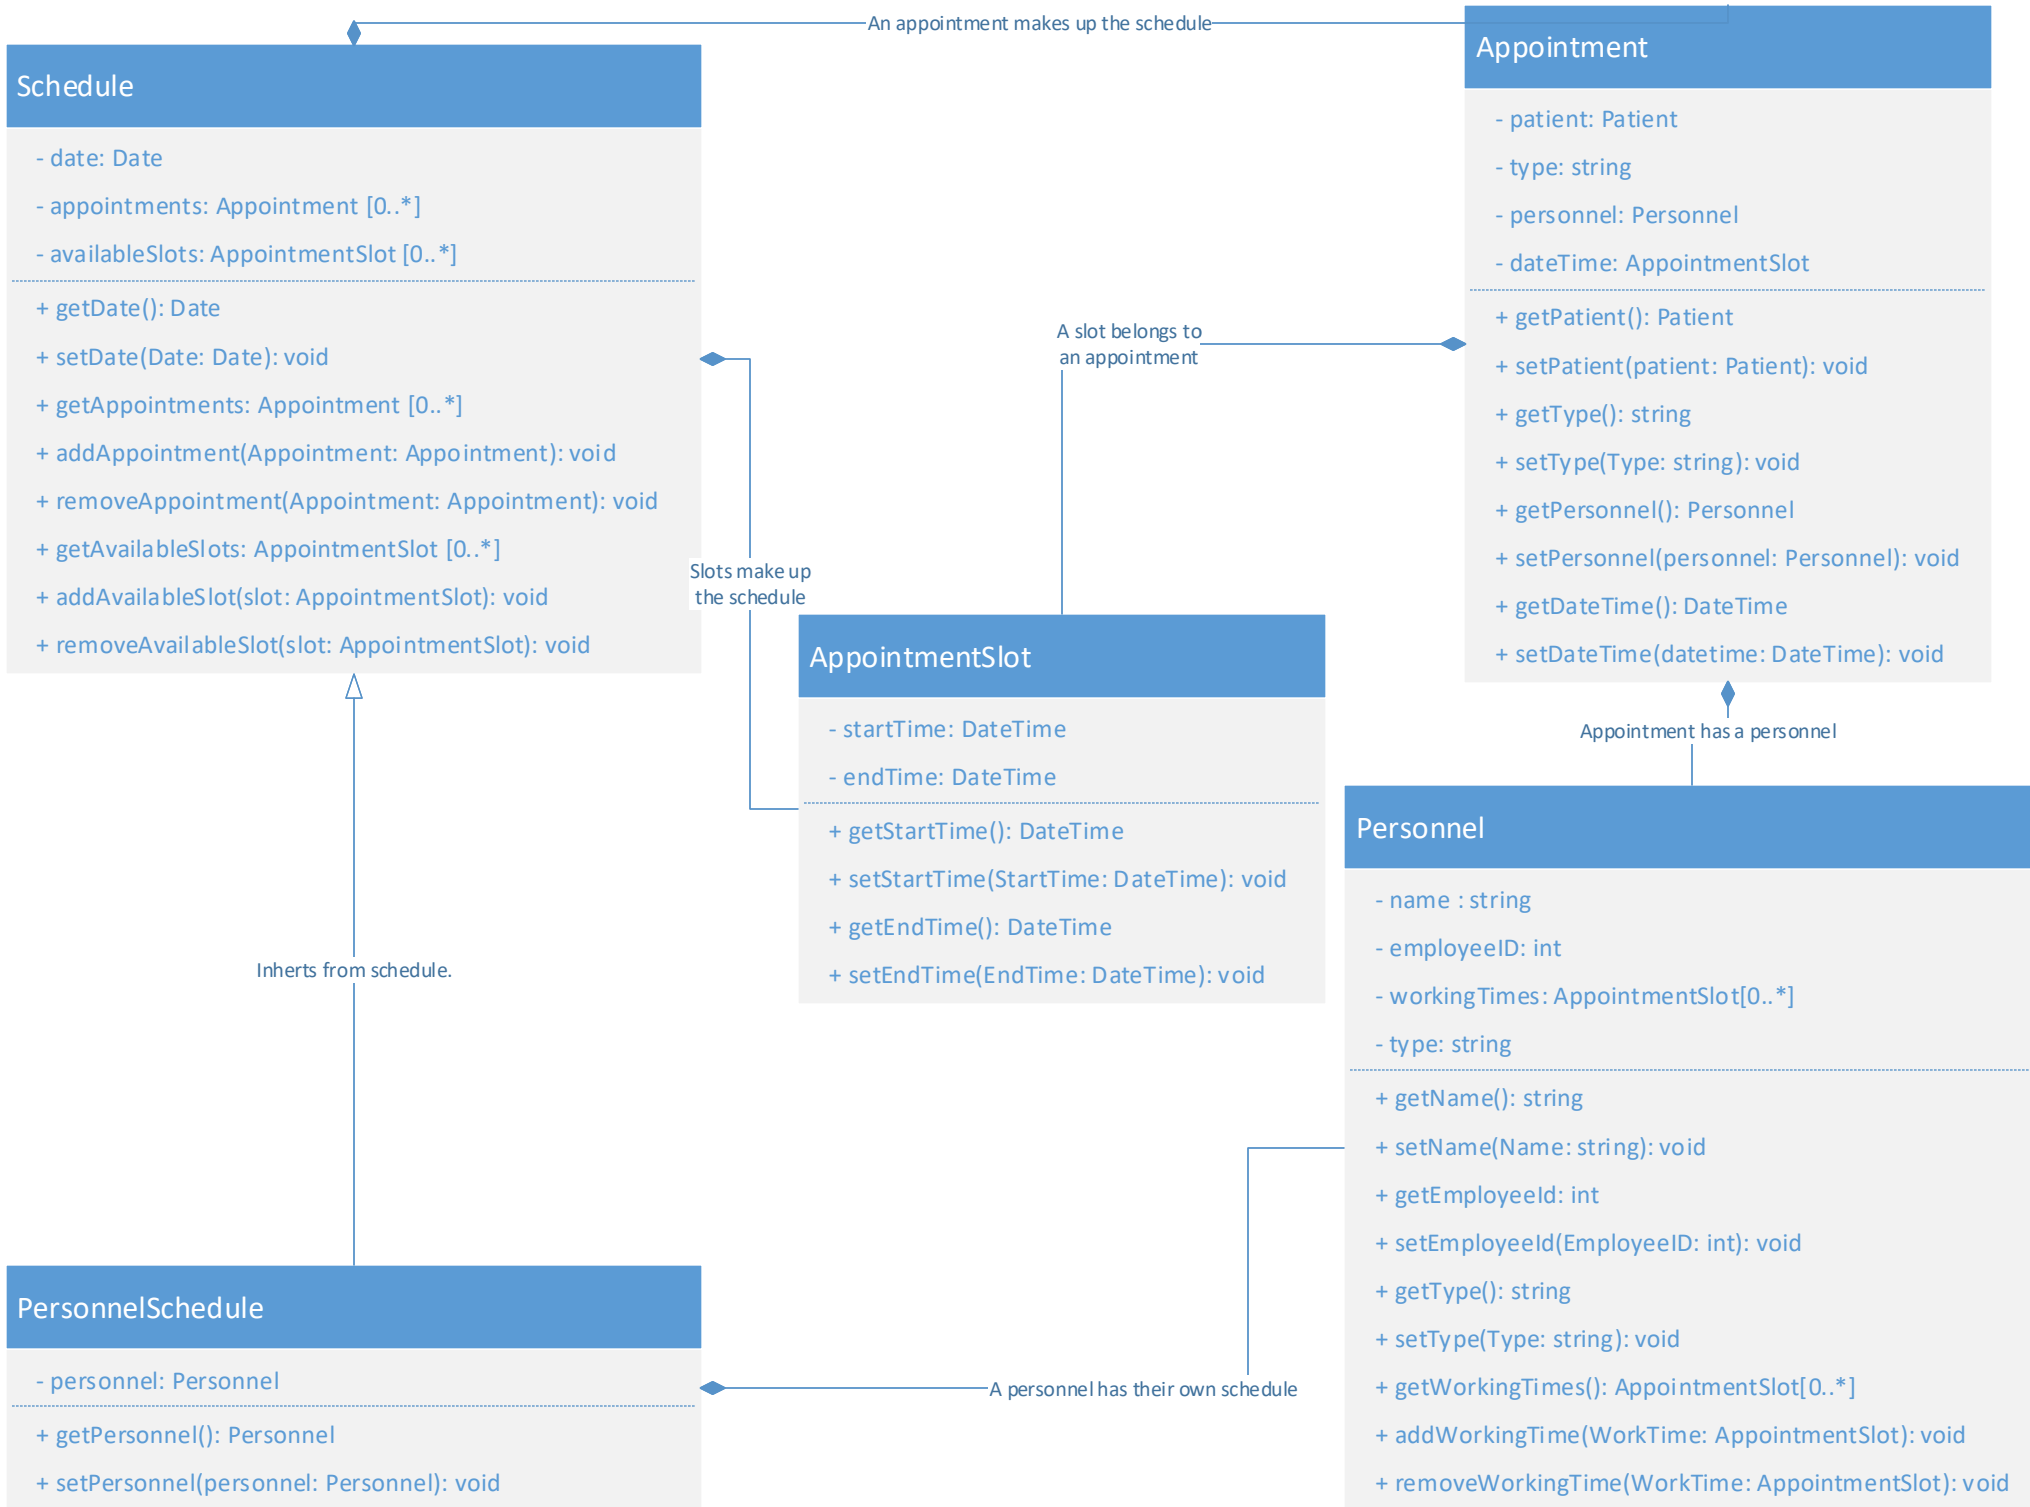 An appointment makes up the schedule
Schedule
- date: Date
- appointments: Appointment [0..*]
- availableSlots: AppointmentSlot [0..*]
+ getDate(): Date
+ setDate(Date: Date): void
+ getAppointments: Appointment [0..*]
+ addAppointment(Appointment: Appointment): void
+ removeAppointment(Appointment: Appointment): void
+ getAvailableSlots: AppointmentSlot [0..*]
+ addAvailableSlot(slot: AppointmentSlot): void
+ removeAvailableSlot(slot: AppointmentSlot): void
Appointment
- patient: Patient
- type: string
- personnel: Personnel
- dateTime: AppointmentSlot
+ getPatient(): Patient
+ setPatient(patient: Patient): void
+ getType(): string
+ setType(Type: string): void
+ getPersonnel(): Personnel
+ setPersonnel(personnel: Personnel): void
+ getDateTime(): DateTime
+ setDateTime(datetime: DateTime): void
A slot belongs to
an appointment
Slots make up
the schedule
AppointmentSlot
- startTime: DateTime
- endTime: DateTime
+ getStartTime(): DateTime
+ setStartTime(StartTime: DateTime): void
+ getEndTime(): DateTime
+ setEndTime(EndTime: DateTime): void
Appointment has a personnel
Personnel
- name : string
- employeeID: int
- workingTimes: AppointmentSlot[0..*]
- type: string
+ getName(): string
+ setName(Name: string): void
+ getEmployeeId: int
+ setEmployeeId(EmployeeID: int): void
+ getType(): string
+ setType(Type: string): void
+ getWorkingTimes(): AppointmentSlot[0..*]
+ addWorkingTime(WorkTime: AppointmentSlot): void
+ removeWorkingTime(WorkTime: AppointmentSlot): void
Inherts from schedule.
PersonnelSchedule
- personnel: Personnel
+ getPersonnel(): Personnel
+ setPersonnel(personnel: Personnel): void
A personnel has their own schedule